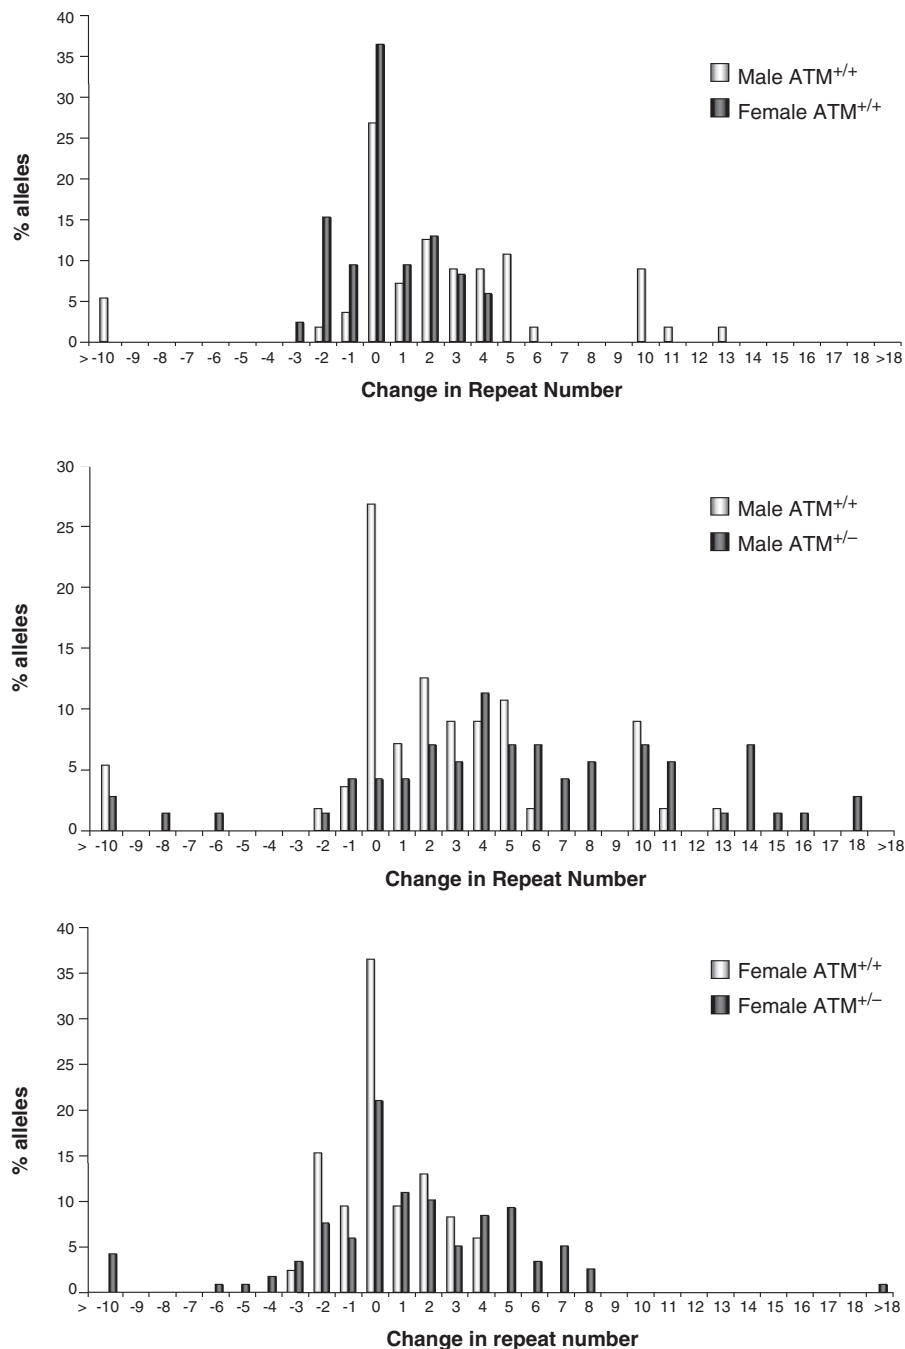 40
35
30
25
20
15
10
5
0
% alleles
Male ATM+/+
Female ATM+/+
> -10 -9 -8 -7 -6 -5 -4 -3 -2 -1 0 1 2 3 4 5 6 7 8 9 10 11 12 13 14 15 16 17 18 >18
Change in Repeat Number
30
25
20
15
10
5
0
% alleles
Male ATM+/+
Male ATM+/–
> -10 -9 -8 -7 -6 -5 -4 -3 -2 -1 0 1 2 3 4 5 6 7 8 9 10 11 12 13 14 15 16 17 18 >18
Change in Repeat Number
40
35
30
25
20
15
10
5
0
% alleles
Female ATM+/+
Female ATM+/–
> -10 -9 -8 -7 -6 -5 -4 -3 -2 -1 0 1 2 3 4 5 6 7 8 9 10 11 12 13 14 15 16 17 18 >18
Change in repeat number